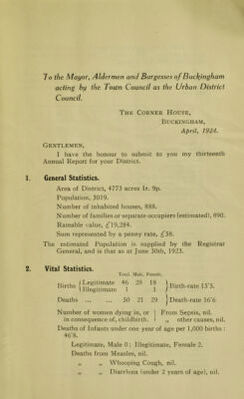 To the Mayor, Aldermen and Burgesses of Buckingham
acting by the Town Council as the Urban District
Council.
The Corner House,
Buckingham,
April, 1924.
Gentlemen,
I have the honour to submit to you my thirteenth
Annual Report for your District.
1. General Statistics.
Area of District, 4773 acres 1r. 9p.
Population, 3019.
Number of inhabited houses, 888.
Number of families or separate occupiers (estimated), 890.
Rateable value, £19,284.
Sum represented by a penny rate, £58.
The estimated Population is supplied by the Registrar
General, and is that as at June 30th, 1923.
2. Vital Statistics.
Total. Male. Female.
Births { Legitimate 46 28 18 } Birth-rate 15'5.
{ Illegitimate 1 1
Deaths ... ... 50 21 29 } Death-rate 16'6
Number of women dying in, or } From Sepsis, nil.
in consequence of, childbirth. } „ other causes, nil.
Deaths of Infants under one year of age per 1,000 births :
46'8.
Legitimate, Male 0; Illegitimate, Female 2.
Deaths from Measles, nil.
„ „ Whooping Cough, nil.
„ „ Diarrhœa (under 2 years of age), nil.